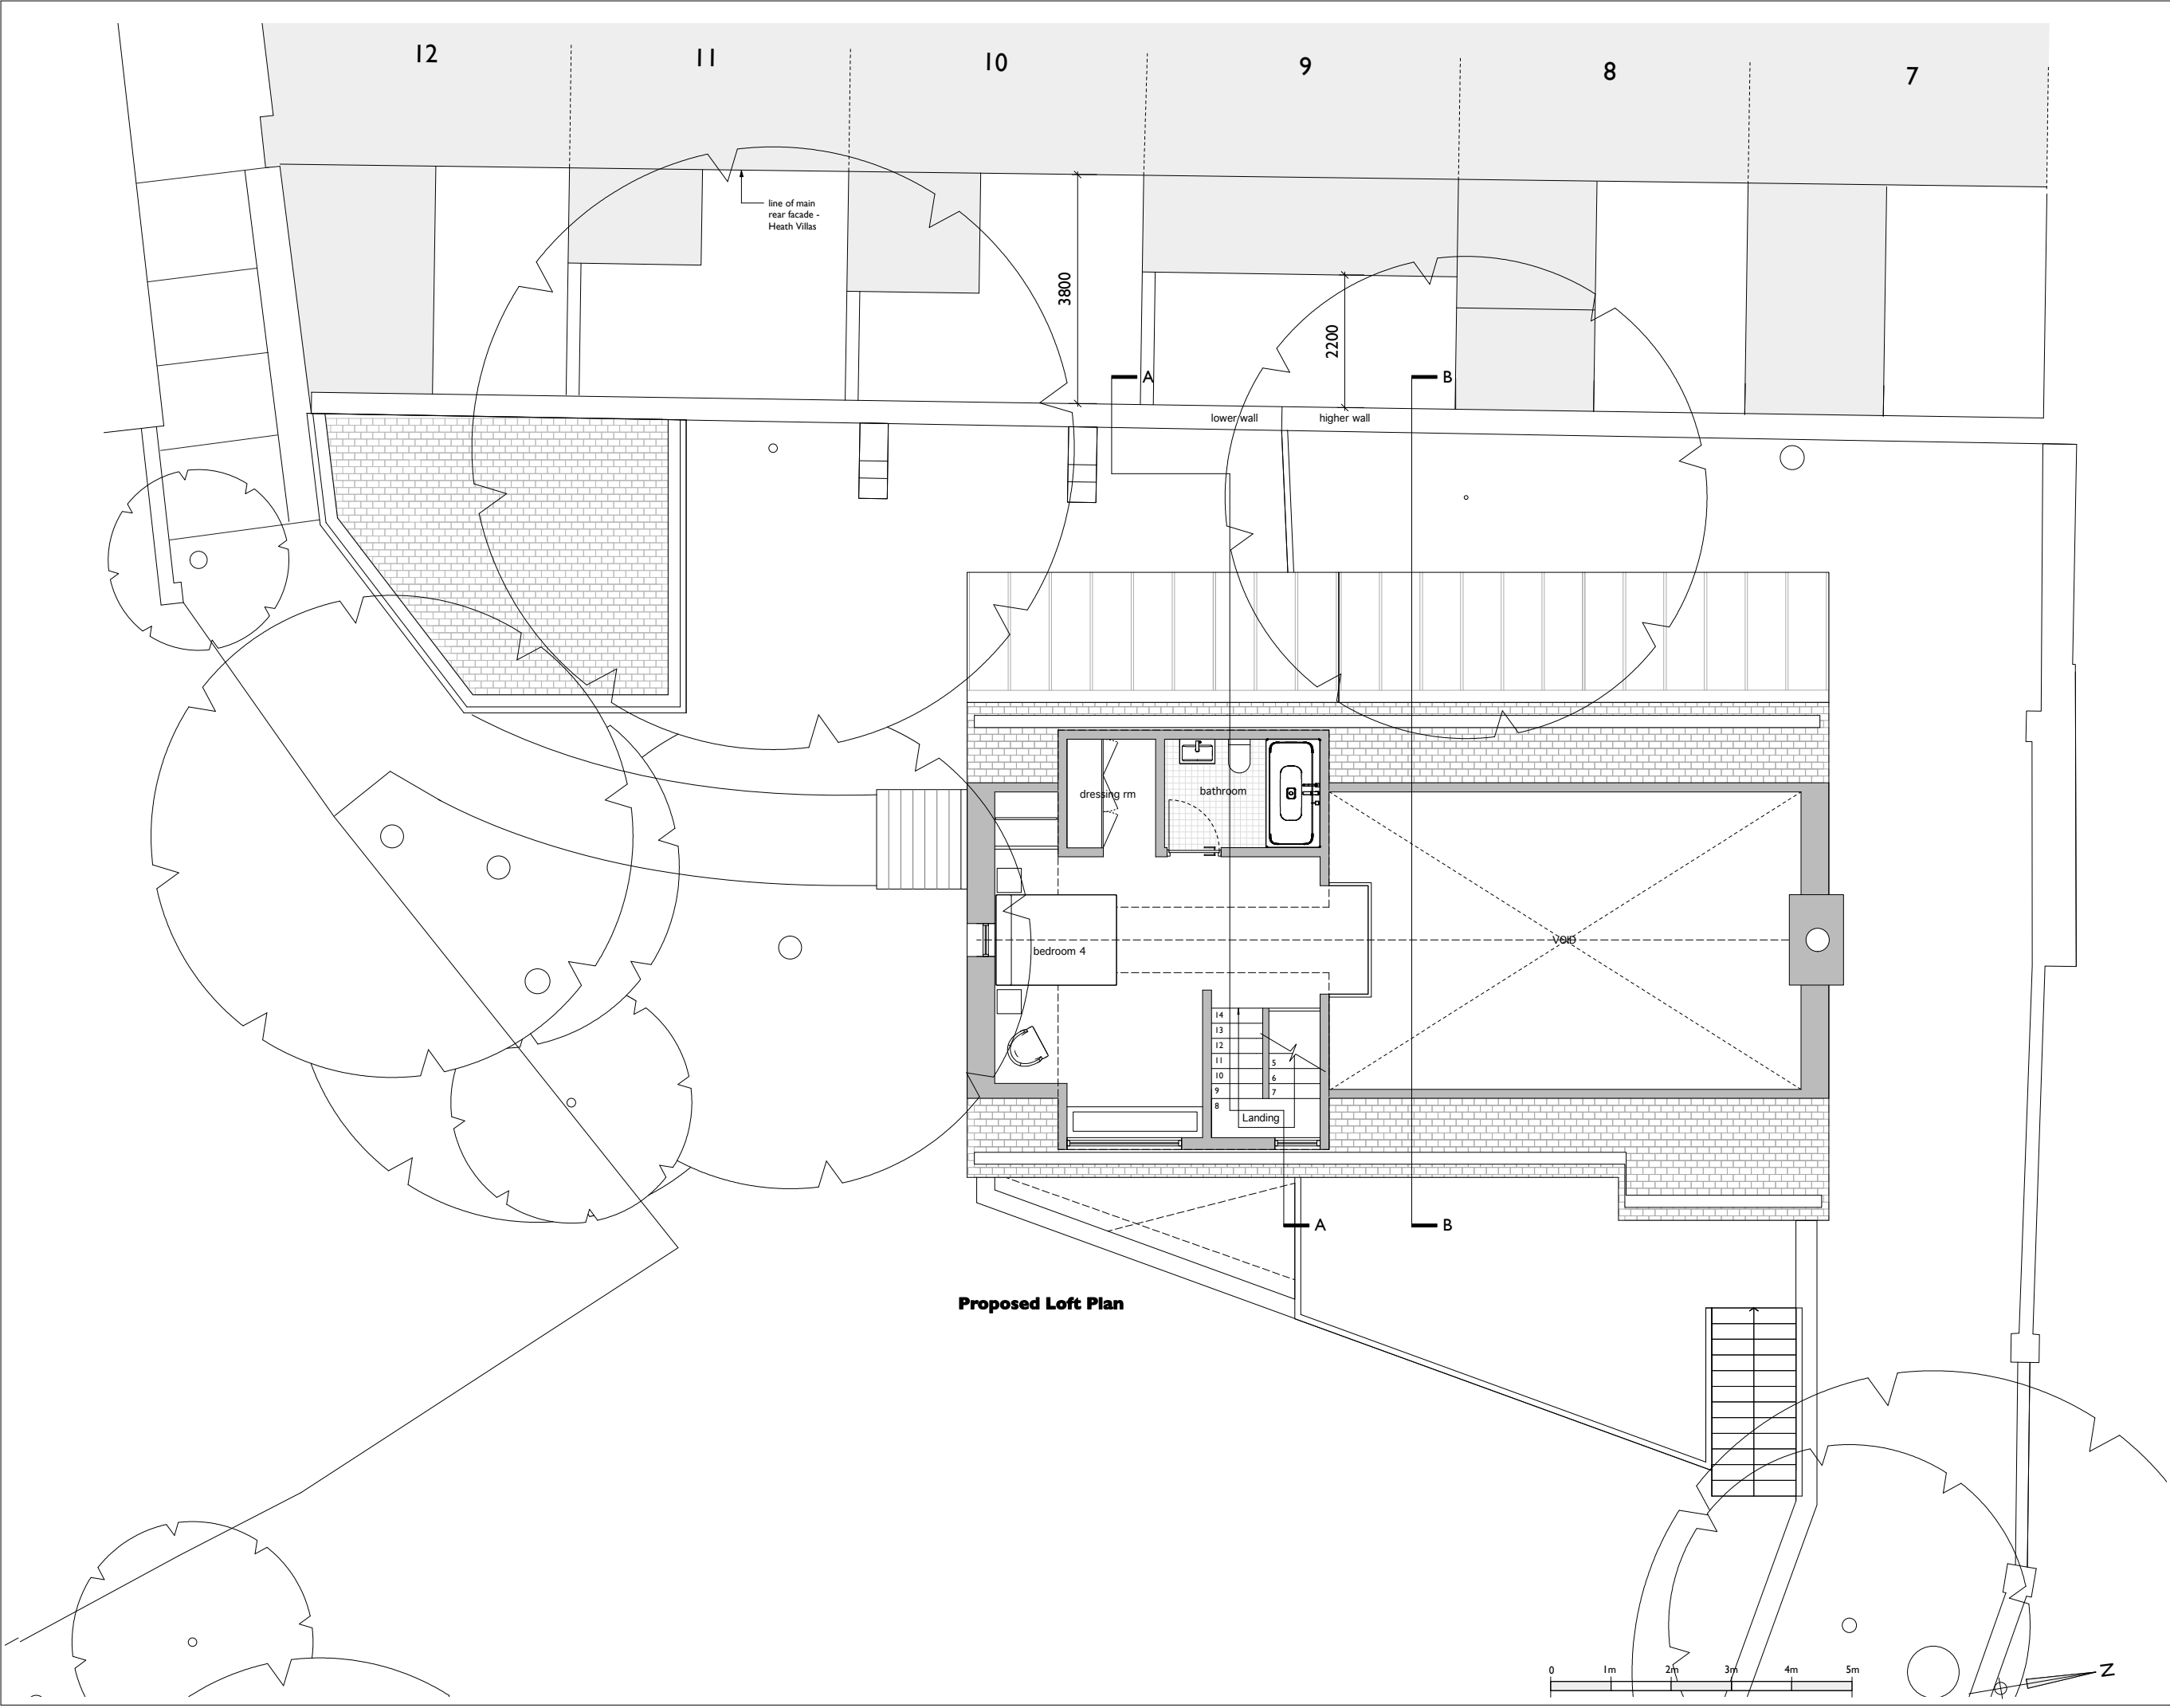 12
11
10
9
8
7
line of main
rear facade -
Heath Villas
3800
2200
A
B
lower wall
higher wall
dressing rm
bathroom
VOID
bedroom 4
14
13
12
11
10
9
8
5
6
7
Landing
A
B
Proposed Loft Plan
0
1m
2m
3m
4m
5m
N